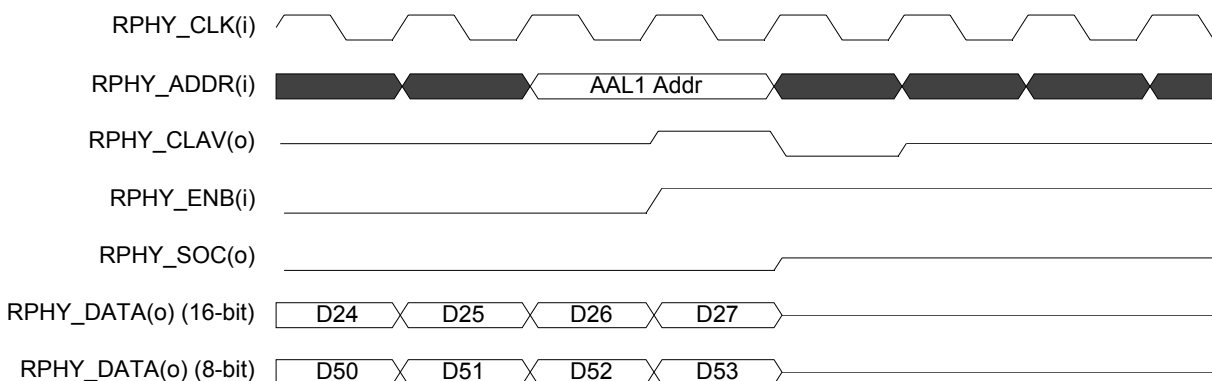 RPHY_CLK(i)
RPHY_ADDR(i) AAL1 Addr
RPHY_CLAV(o)
RPHY_ENB(i)
RPHY_SOC(o)
RPHY_DATA(o) (16-bit) D24 D25 D26 D27
RPHY_DATA(o) (8-bit) D50 D51 D52 D53